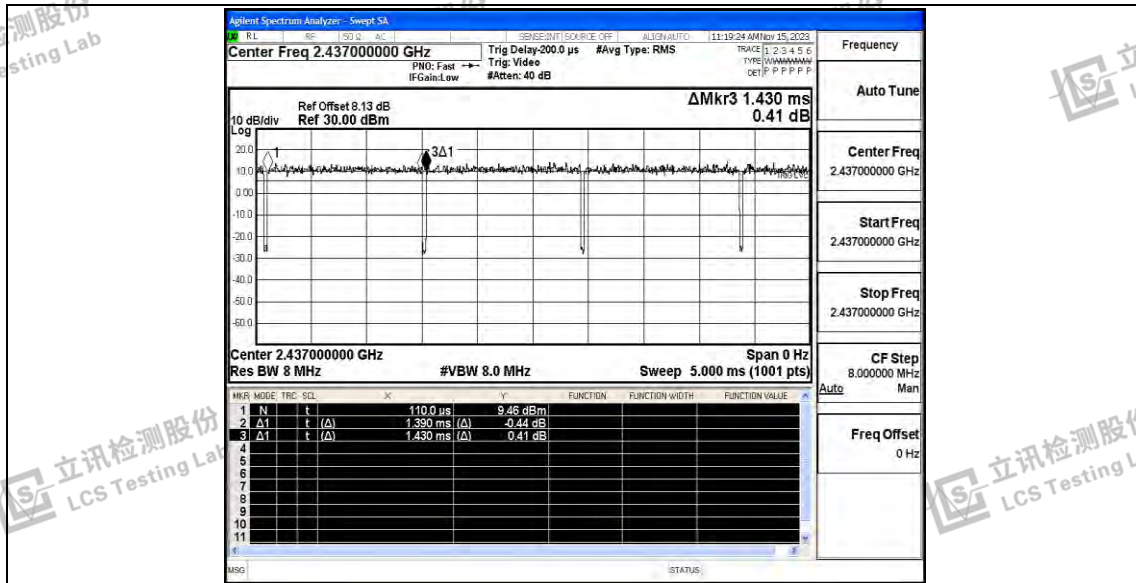 Agilent Spectrum Analyzer - Swept SA
RL RF 50 Ω AC SENSE:INT SOURCE OFF ALIGN AUTO 11:19:24 AM Nov 15, 2023
Center Freq 2.437000000 GHz
PNO: Fast
IFGain:Low
Trig Delay-200.0 µs #Avg Type: RMS
Trig: Video
#Atten: 40 dB
TRACE 1 2 3 4 5 6
TYPE
DET P P P P P P
Ref Offset 8.13 dB
10 dB/div Ref 30.00 dBm
Log
ΔMkr3 1.430 ms
0.41 dB
20.0
10.0
0.00
-10.0
-20.0
-30.0
-40.0
-50.0
-60.0
1
3Δ1
TRIG LVL
Center 2.437000000 GHz Span 0 Hz
Res BW 8 MHz #VBW 8.0 MHz Sweep 5.000 ms (1001 pts)
MKR MODE TRC SCL X Y FUNCTION FUNCTION WIDTH FUNCTION VALUE
1 N t 110.0 µs 9.46 dBm
2 Δ1 t (Δ) 1.390 ms (Δ) -0.44 dB
3 Δ1 t (Δ) 1.430 ms (Δ) 0.41 dB
4
5
6
7
8
9
10
11
MSG STATUS
Frequency
Auto Tune
Center Freq
2.437000000 GHz
Start Freq
2.437000000 GHz
Stop Freq
2.437000000 GHz
CF Step
8.000000 MHz
Auto Man
Freq Offset
0 Hz
立讯检测股份
LCS Testing Lab
立讯检测股份
LCS Testing L
检测股份
esting Lab